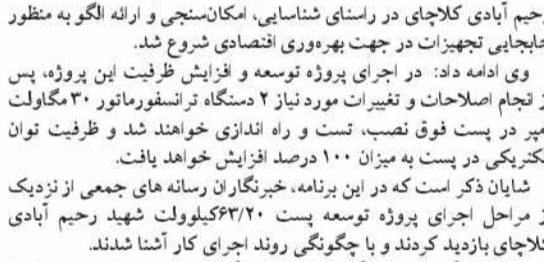 رحیم آبادی کلاچای در راستای شناسایی، امکان‌سنجی و ارائه الگو به منظور
جابجایی تجهیزات در جهت بهره‌وری اقتصادی شروع شد.
وی ادامه داد: در اجرای پروژه توسعه و افزایش ظرفیت این پروژه، پس
از انجام اصلاحات و تغییرات مورد نیاز ۲ دستگاه ترانسفورماتور ۳۰ مگاولت
آمپر در پست فوق نصب، تست و راه اندازی خواهند شد و ظرفیت توان
الکتریکی در پست به میزان ۱۰۰ درصد افزایش خواهد یافت.
شایان ذکر است که در این برنامه، خبرنگاران رسانه های جمعی از نزدیک
از مراحل اجرای پروژه توسعه پست ۶۳/۲۰کیلوولت شهید رحیم آبادی
کلاچای بازدید کردند و با چگونگی روند اجرای کار آشنا شدند.